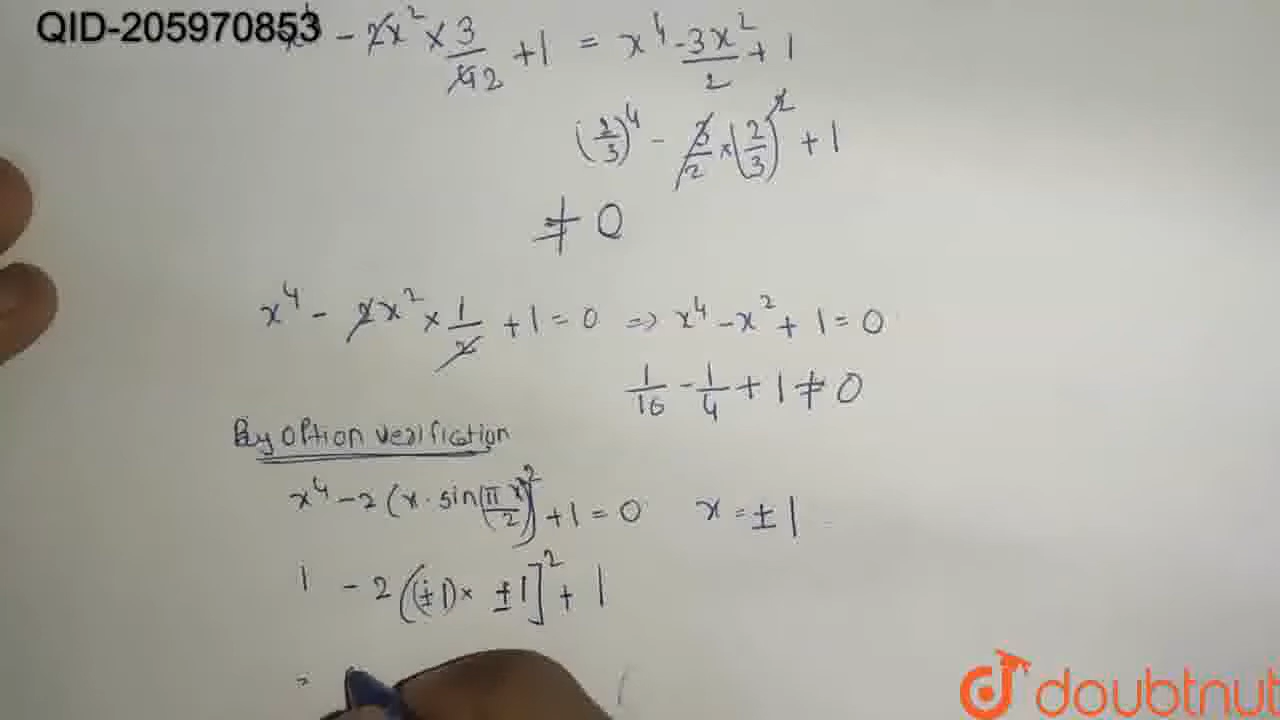 QID-205970853
- 2x² × 3/42 + 1 = x⁴ - 3x²/2 + 1
(2/3)⁴ - 3/2 × (2/3)² + 1
≠ 0
x⁴ - 2x² × 1/2 + 1 = 0 ⇒ x⁴ - x² + 1 = 0
1/16 - 1/4 + 1 ≠ 0
By option verification
x⁴ - 2 (x · sin(πx/2))² + 1 = 0 x = ±1
1 - 2 ((±1) × ±1]² + 1
=
doubtnut